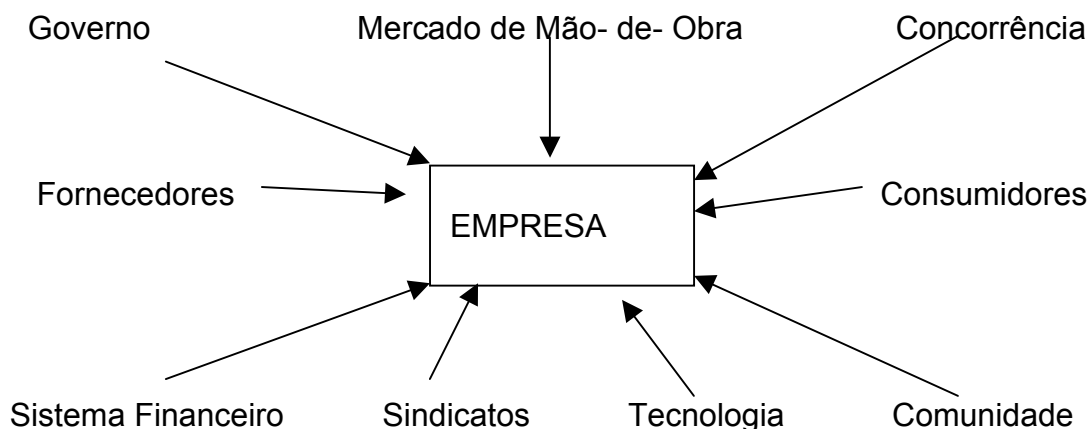 Governo Mercado de Mão- de- Obra Concorrência
Fornecedores Consumidores
EMPRESA
Sistema Financeiro Sindicatos Tecnologia Comunidade